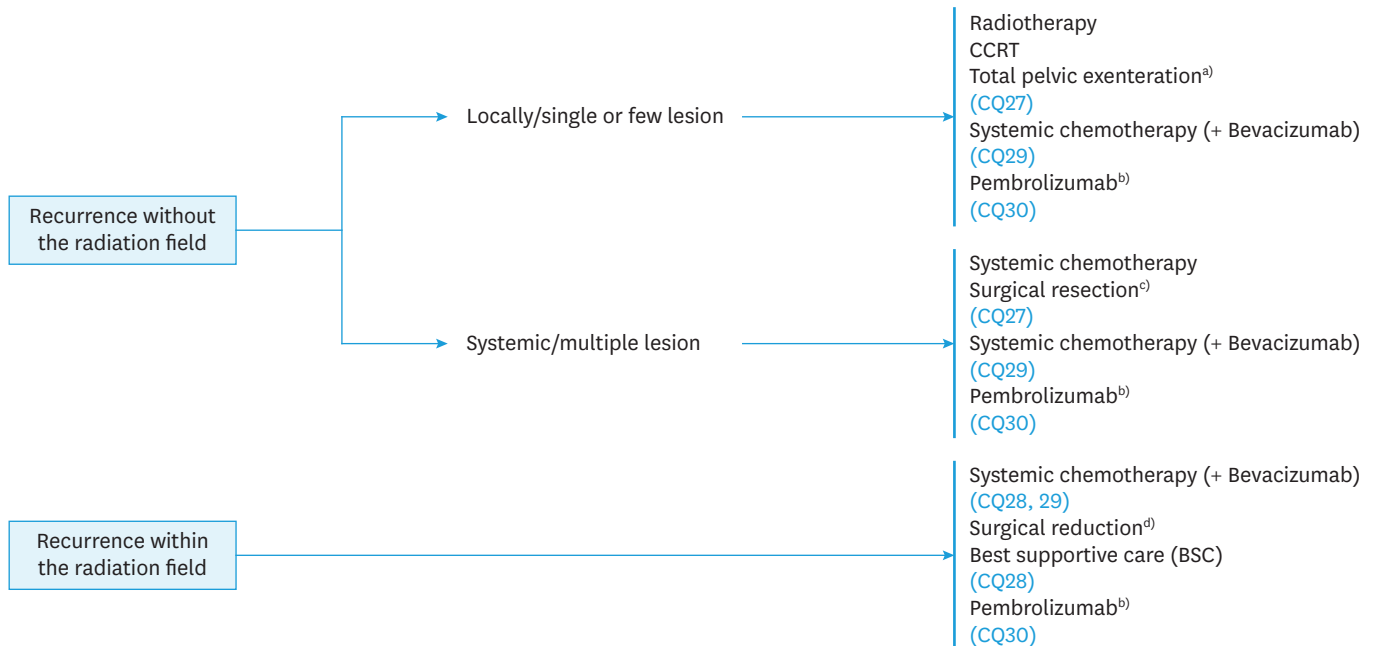 Recurrence without
the radiation field
Locally/single or few lesion
Radiotherapy
CCRT
Total pelvic exenteration a)
(CQ27)
Systemic chemotherapy (+ Bevacizumab)
(CQ29)
Pembrolizumab b)
(CQ30)
Systemic/multiple lesion
Systemic chemotherapy
Surgical resection c)
(CQ27)
Systemic chemotherapy (+ Bevacizumab)
(CQ29)
Pembrolizumab b)
(CQ30)
Recurrence within
the radiation field
Systemic chemotherapy (+ Bevacizumab)
(CQ28, 29)
Surgical reduction d)
Best supportive care (BSC)
(CQ28)
Pembrolizumab b)
(CQ30)